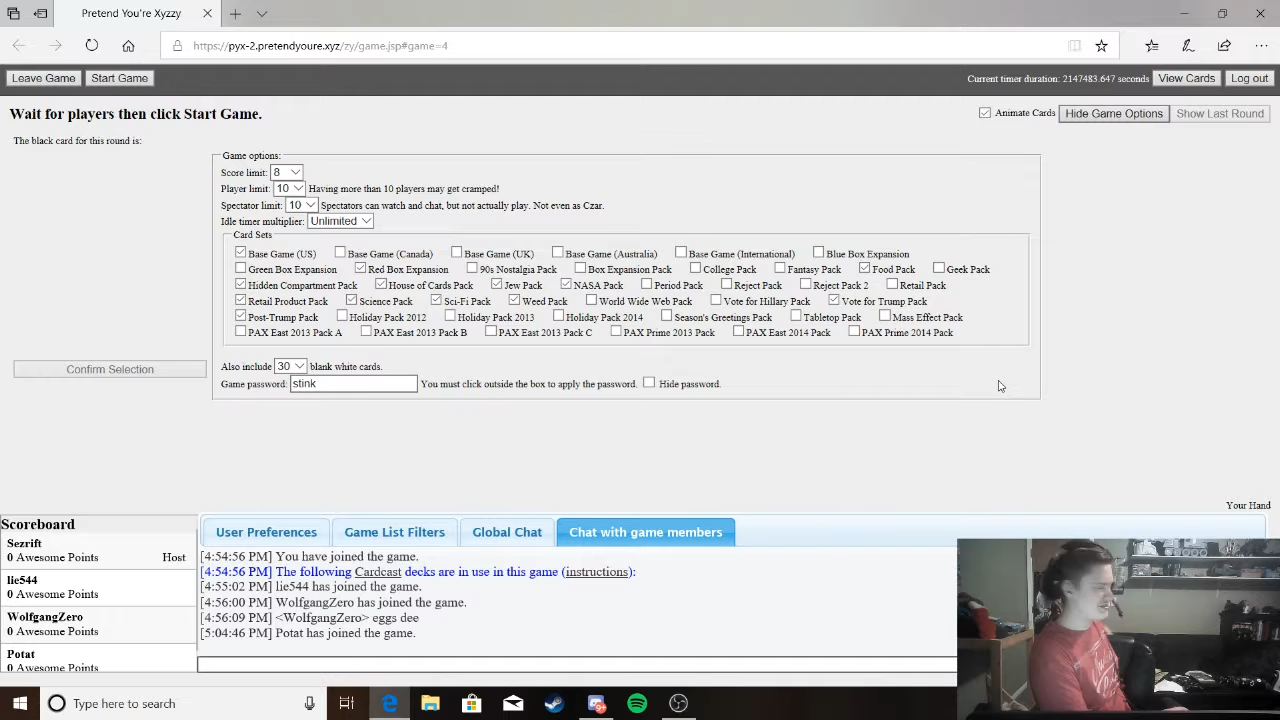 Pretend You're Xyzzy
https://pyx-2.pretendyoure.xyz/zy/game.jsp#game=4
Leave Game Start Game Current timer duration: 2147483.647 seconds View Cards Log out
Wait for players then click Start Game. Animate Cards Hide Game Options Show Last Round
The black card for this round is:
Game options:
Score limit: 8
Player limit: 10 Having more than 10 players may get cramped!
Spectator limit: 10 Spectators can watch and chat, but not actually play. Not even as Czar.
Idle timer multiplier: Unlimited
Card Sets
Base Game (US) Base Game (Canada) Base Game (UK) Base Game (Australia) Base Game (International) Blue Box Expansion
Green Box Expansion Red Box Expansion 90s Nostalgia Pack Box Expansion Pack College Pack Fantasy Pack Food Pack Geek Pack
Hidden Compartment Pack House of Cards Pack Jew Pack NASA Pack Period Pack Reject Pack Reject Pack 2 Retail Pack
Retail Product Pack Science Pack Sci-Fi Pack Weed Pack World Wide Web Pack Vote for Hillary Pack Vote for Trump Pack
Post-Trump Pack Holiday Pack 2012 Holiday Pack 2013 Holiday Pack 2014 Season's Greetings Pack Tabletop Pack Mass Effect Pack
PAX East 2013 Pack A PAX East 2013 Pack B PAX East 2013 Pack C PAX Prime 2013 Pack PAX East 2014 Pack PAX Prime 2014 Pack
Also include 30 blank white cards.
Confirm Selection
Game password: stink You must click outside the box to apply the password. Hide password.
Your Hand
Scoreboard
Sezrift
0 Awesome Points Host
lie544
0 Awesome Points
WolfgangZero
0 Awesome Points
Potat
0 Awesome Points
User Preferences Game List Filters Global Chat Chat with game members
[4:54:56 PM] You have joined the game.
[4:54:56 PM] The following Cardcast decks are in use in this game (instructions):
[4:55:02 PM] lie544 has joined the game.
[4:56:00 PM] WolfgangZero has joined the game.
[4:56:09 PM] <WolfgangZero> eggs dee
[5:04:46 PM] Potat has joined the game.
Type here to search